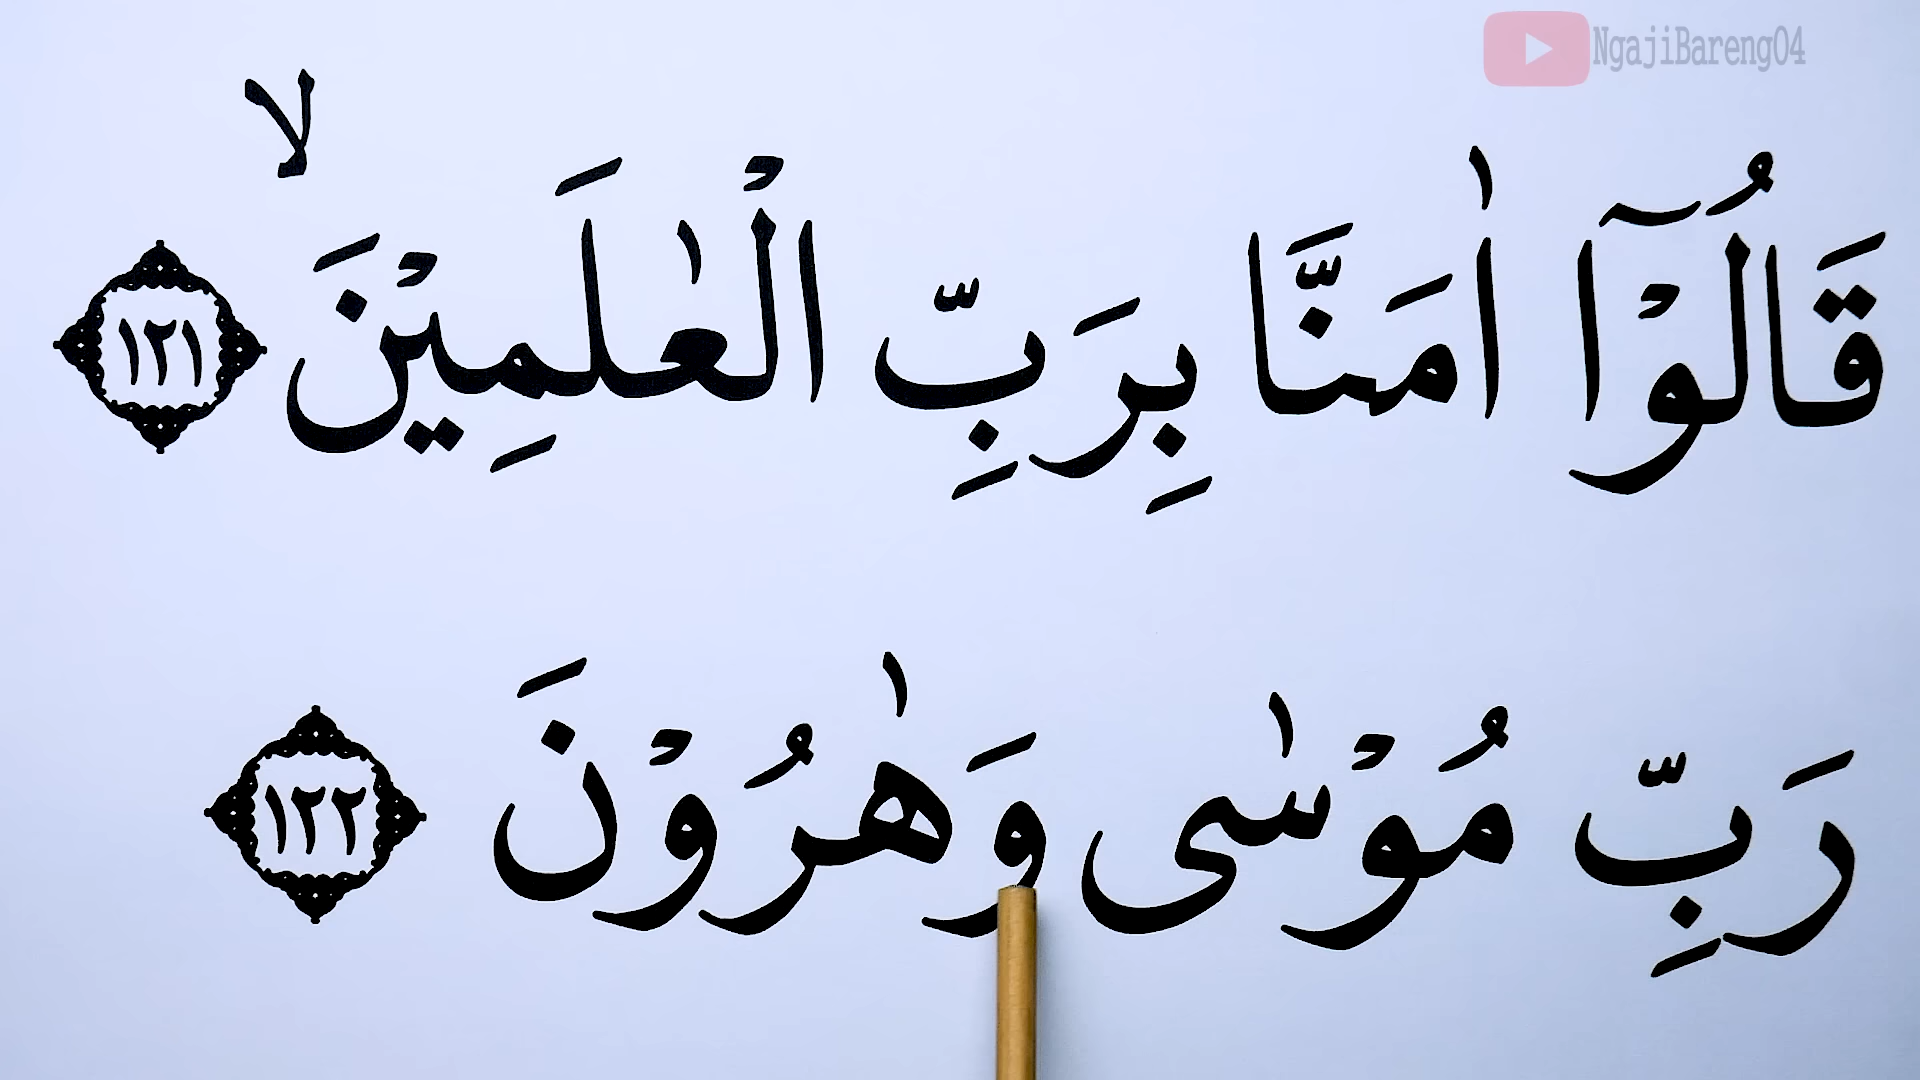 NgajiBareng04
قَالُوْٓا اٰمَنَّا بِرَبِّ الْعٰلَمِيْنَ ۙ ١٢١
رَبِّ مُوْسٰى وَهٰرُوْنَ ١٢٢